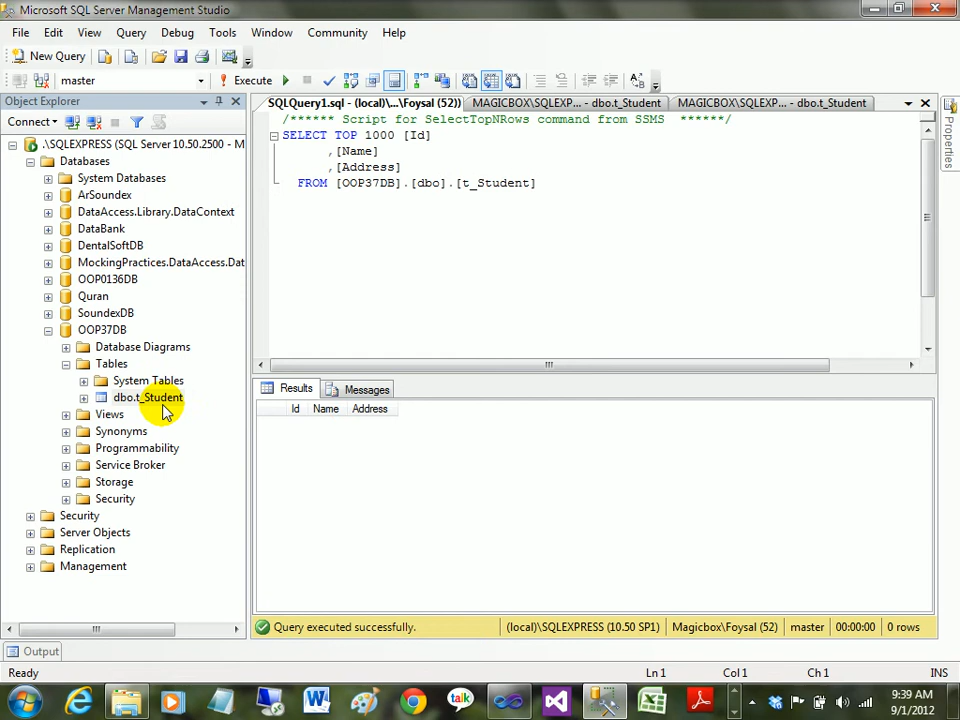 Microsoft SQL Server Management Studio
File Edit View Query Debug Tools Window Community Help
New Query
master Execute
Object Explorer
Connect
.\SQLEXPRESS (SQL Server 10.50.2500 - M
Databases
System Databases
ArSoundex
DataAccess.Library.DataContext
DataBank
DentalSoftDB
MockingPractices.DataAccess.Dat
OOP0136DB
Quran
SoundexDB
OOP37DB
Database Diagrams
Tables
System Tables
dbo.t_Student
Views
Synonyms
Programmability
Service Broker
Storage
Security
Security
Server Objects
Replication
Management
SQLQuery1.sql - (local)\...\Foysal (52)) MAGICBOX\SQLEXP... - dbo.t_Student MAGICBOX\SQLEXP... - dbo.t_Student
/****** Script for SelectTopNRows command from SSMS ******/
SELECT TOP 1000 [Id]
,[Name]
,[Address]
FROM [OOP37DB].[dbo].[t_Student]
Properties
Results Messages
Id Name Address
Query executed successfully. (local)\SQLEXPRESS (10.50 SP1) Magicbox\Foysal (52) master 00:00:00 0 rows
Output
Ready Ln 1 Col 1 Ch 1 INS
talk
9:39 AM
9/1/2012